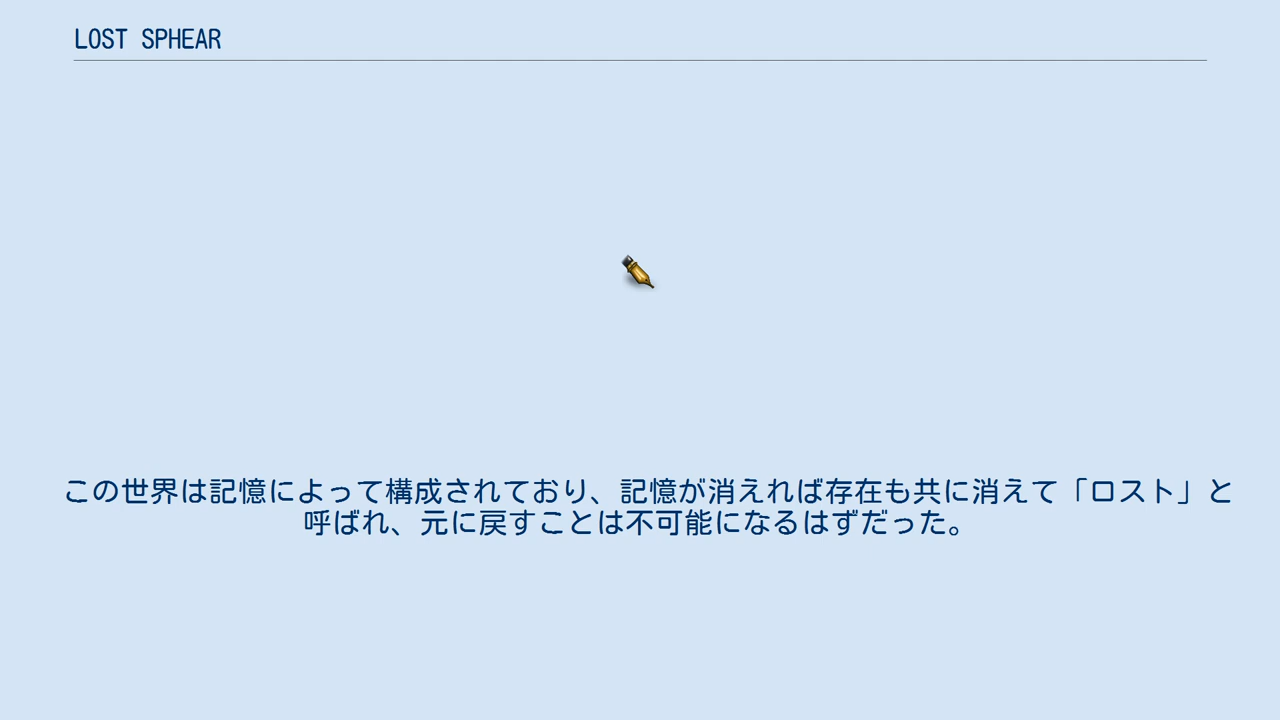 LOST SPHEAR
この世界は記憶によって構成されており、記憶が消えれば存在も共に消えて「ロスト」と
呼ばれ、元に戻すことは不可能になるはずだった。